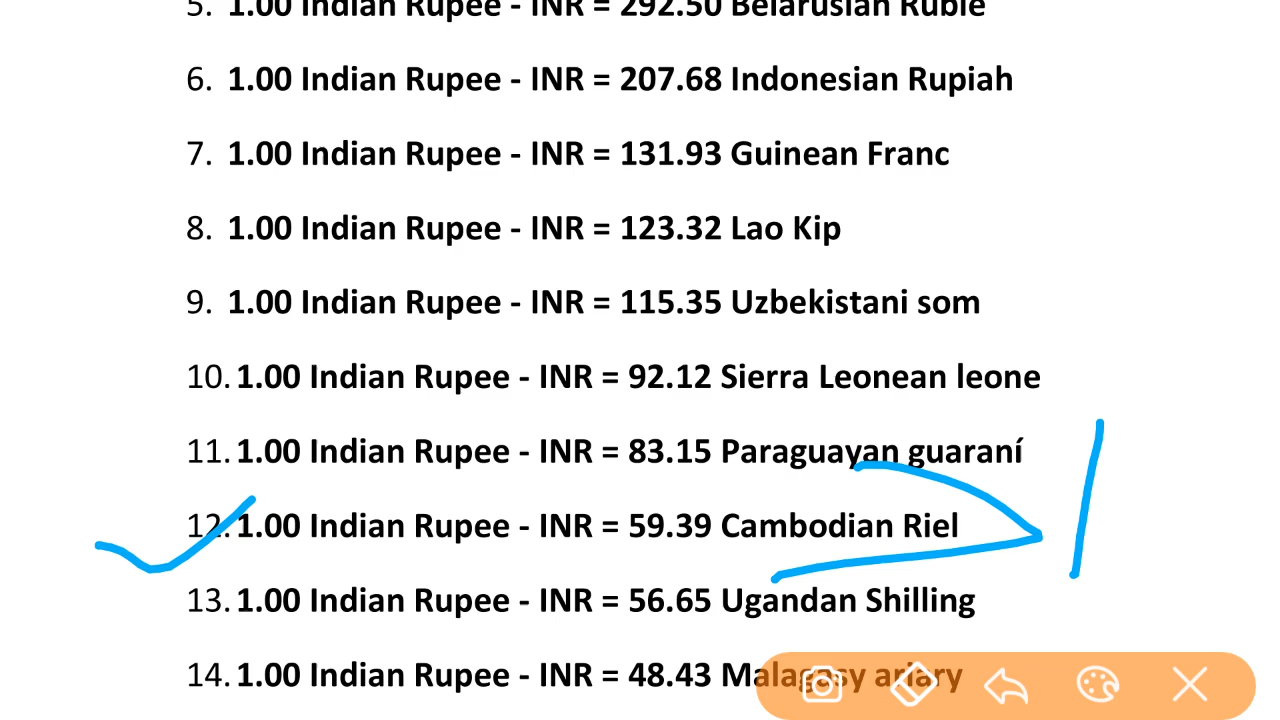 5. 1.00 Indian Rupee - INR = 292.50 Belarusian Ruble
6. 1.00 Indian Rupee - INR = 207.68 Indonesian Rupiah
7. 1.00 Indian Rupee - INR = 131.93 Guinean Franc
8. 1.00 Indian Rupee - INR = 123.32 Lao Kip
9. 1.00 Indian Rupee - INR = 115.35 Uzbekistani som
10. 1.00 Indian Rupee - INR = 92.12 Sierra Leonean leone
11. 1.00 Indian Rupee - INR = 83.15 Paraguayan guaraní
12. 1.00 Indian Rupee - INR = 59.39 Cambodian Riel
13. 1.00 Indian Rupee - INR = 56.65 Ugandan Shilling
14. 1.00 Indian Rupee - INR = 48.43 Malagasy ariary